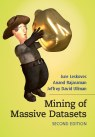 Jure Leskovec
Anand Rajaraman
Jeffrey David Ullman
Mining of
Massive Datasets
SECOND EDITION